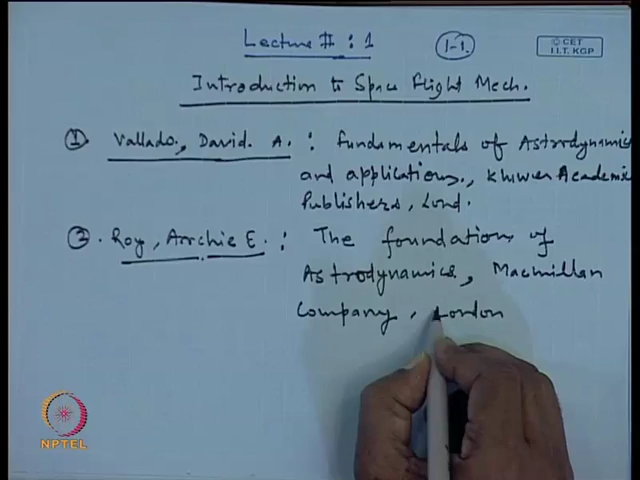 Lecture #: 1
1-1.
© CET
I.I.T. KGP
Introduction to Space Flight Mech.
① Vallado, David. A. : Fundamentals of Astrodynamics
and applications., Kluwer Academic
Publishers, Lond.
②. Roy, Archie E. : The foundation of
Astrodynamics, Macmillan
Company, London
NPTEL